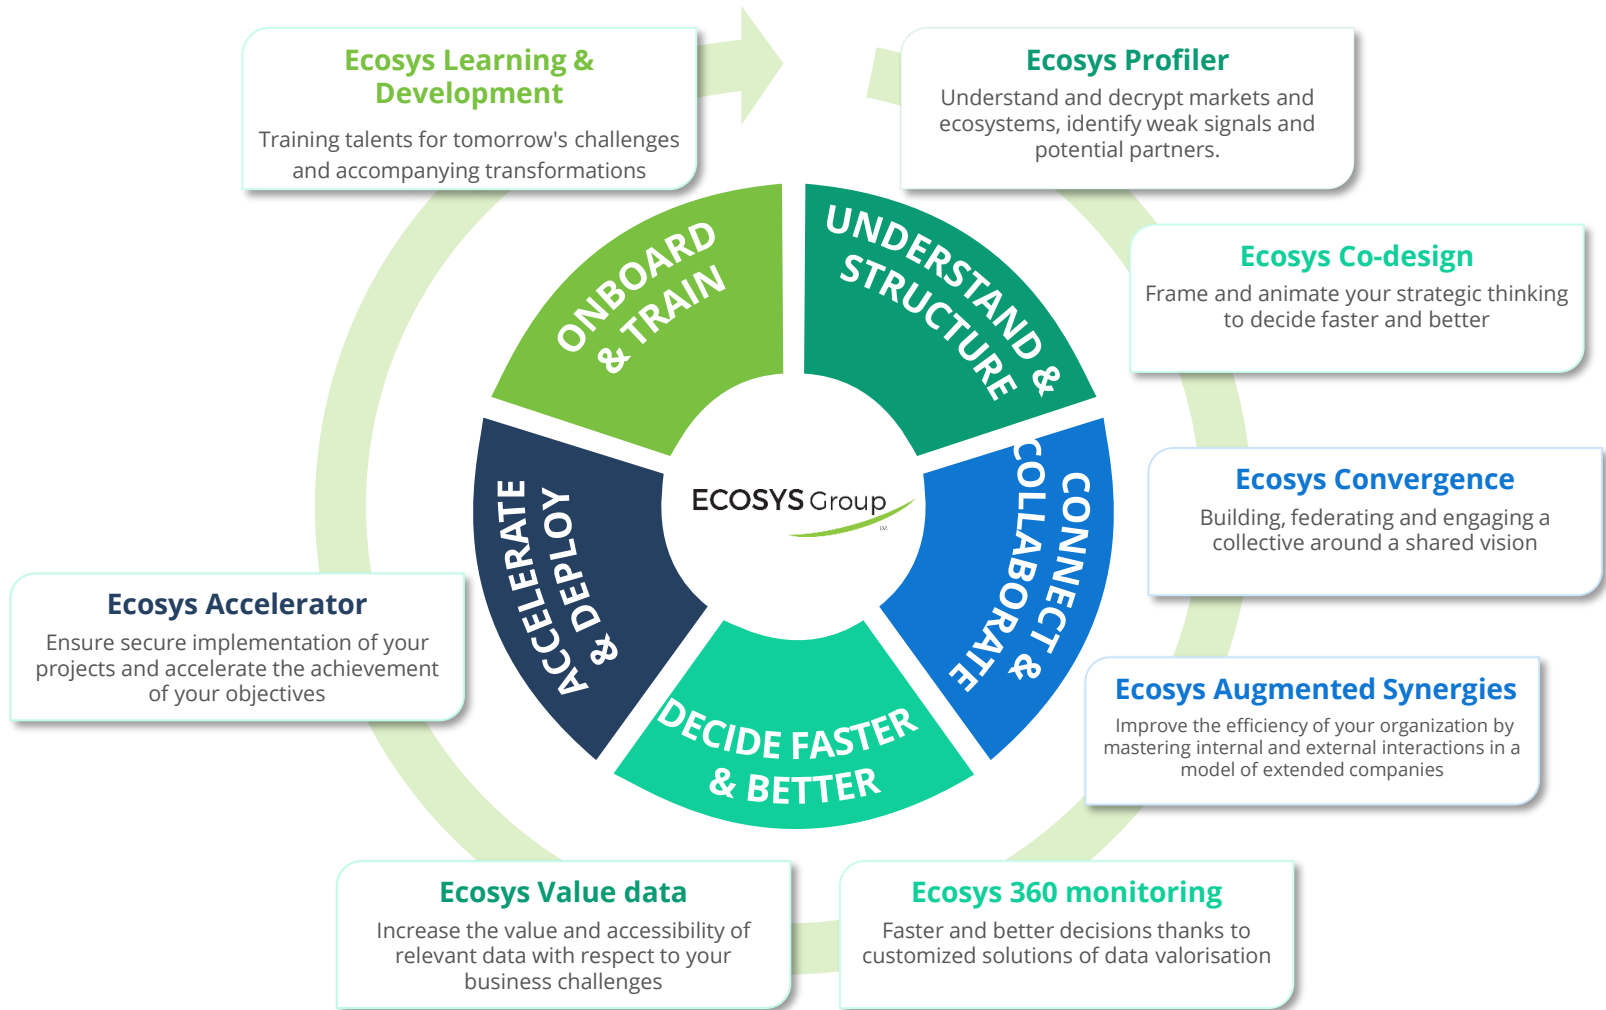 Ecosys Learning &
Development
Training talents for tomorrow's challenges
and accompanying transformations
Ecosys Profiler
Understand and decrypt markets and
ecosystems, identify weak signals and
potential partners.
Ecosys Co-design
Frame and animate your strategic thinking
to decide faster and better
Ecosys Convergence
Building, federating and engaging a
collective around a shared vision
Ecosys Augmented Synergies
Improve the efficiency of your organization by
mastering internal and external interactions in a
model of extended companies
Ecosys 360 monitoring
Faster and better decisions thanks to
customized solutions of data valorisation
Ecosys Value data
Increase the value and accessibility of
relevant data with respect to your
business challenges
Ecosys Accelerator
Ensure secure implementation of your
projects and accelerate the achievement
of your objectives
ONBOARD
& TRAIN
UNDERSTAND &
STRUCTURE
CONNECT &
COLLABORATE
DECIDE FASTER
& BETTER
ACCELERATE
& DEPLOY
ECOSYS Group